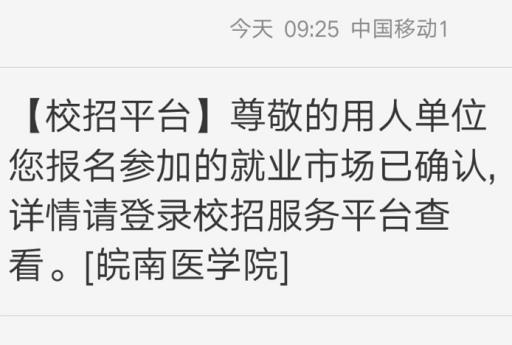 今天 09:25 中国移动1
【校招平台】尊敬的用人单位
您报名参加的就业市场已确认,
详情请登录校招服务平台查
看。[皖南医学院]